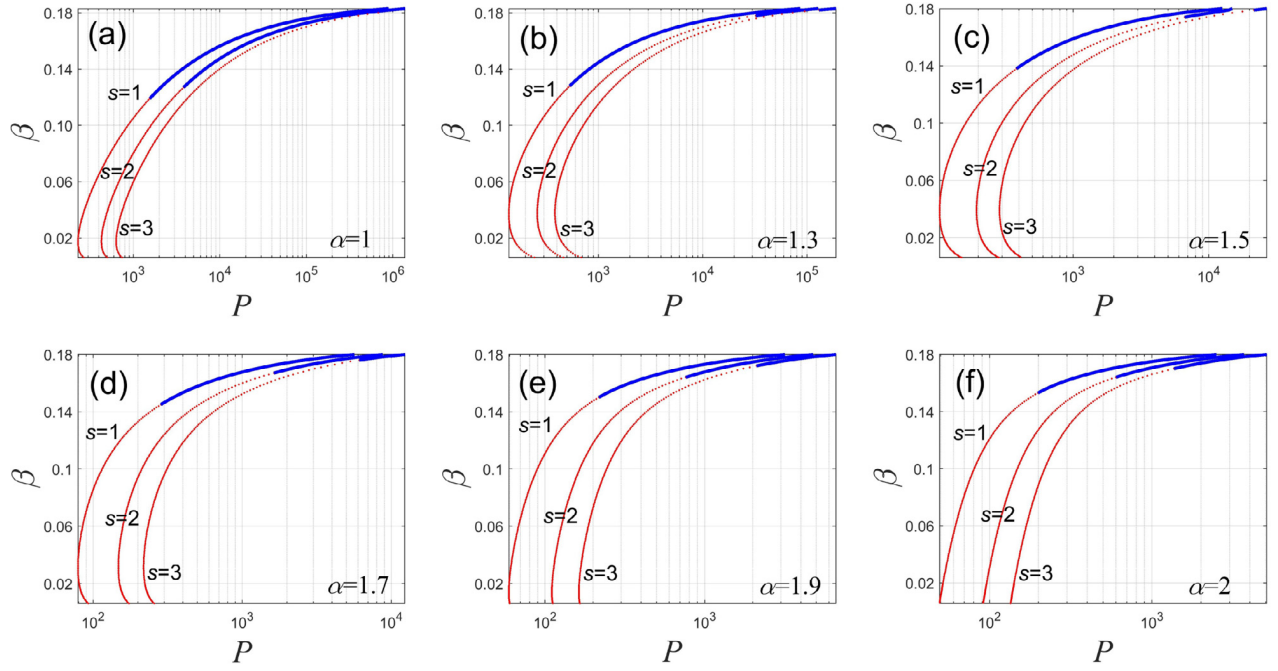 (a)
0.18
0.14
0.10
0.06
0.02
β
s=1
s=2
s=3
α=1
10³ 10⁴ 10⁵ 10⁶
P
(b)
0.18
0.14
0.1
0.06
0.02
β
s=1
s=2
s=3
α=1.3
10³ 10⁴ 10⁵
P
(c)
0.18
0.14
0.1
0.06
0.02
β
s=1
s=2
s=3
α=1.5
10³ 10⁴
P
(d)
0.18
0.14
0.1
0.06
0.02
β
s=1
s=2
s=3
α=1.7
10² 10³ 10⁴
P
(e)
0.18
0.14
0.1
0.06
0.02
β
s=1
s=2
s=3
α=1.9
10² 10³
P
(f)
0.18
0.14
0.1
0.06
0.02
β
s=1
s=2
s=3
α=2
10² 10³
P